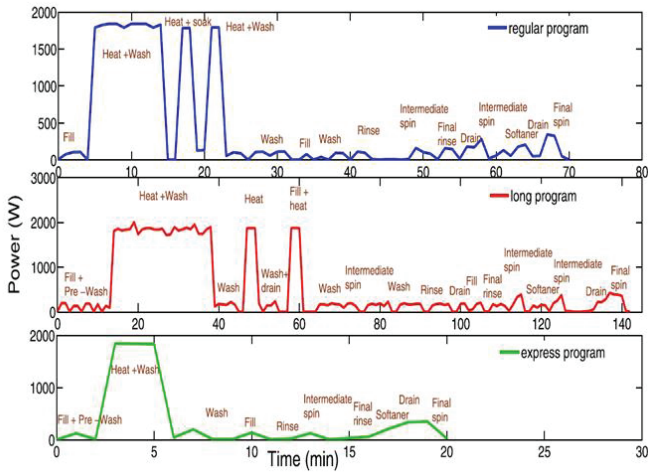 2000
Heat + soak
Heat +Wash
regular program
1500
Heat +Wash
1000
Intermediate
spin
Intermediate
spin
Final
spin
500
Fill
Wash
Fill
Wash
Rinse
Final
rinse
Drain
Softaner
Drain
0
0 10 20 30 40 50 60 70 80
Power (W)
3000
Heat+Wash
Heat
Fill +
heat
long program
2000
1000
Fill +
Pre –Wash
Wash
Wash+
drain
Wash
Intermediate
spin
Wash
Rinse
Drain
Fill
Final
rinse
Intermediate
spin
Softaner
Intermediate
spin
Drain
Final
spin
0
0 20 40 60 80 100 120 140
2000
Heat+Wash
express program
1000
Fill + Pre –Wash
Wash
Fill
Rinse
Intermediate
spin
Final
rinse
Softaner
Drain
Final
spin
0
0 5 10 15 20 25 30
Time (min)